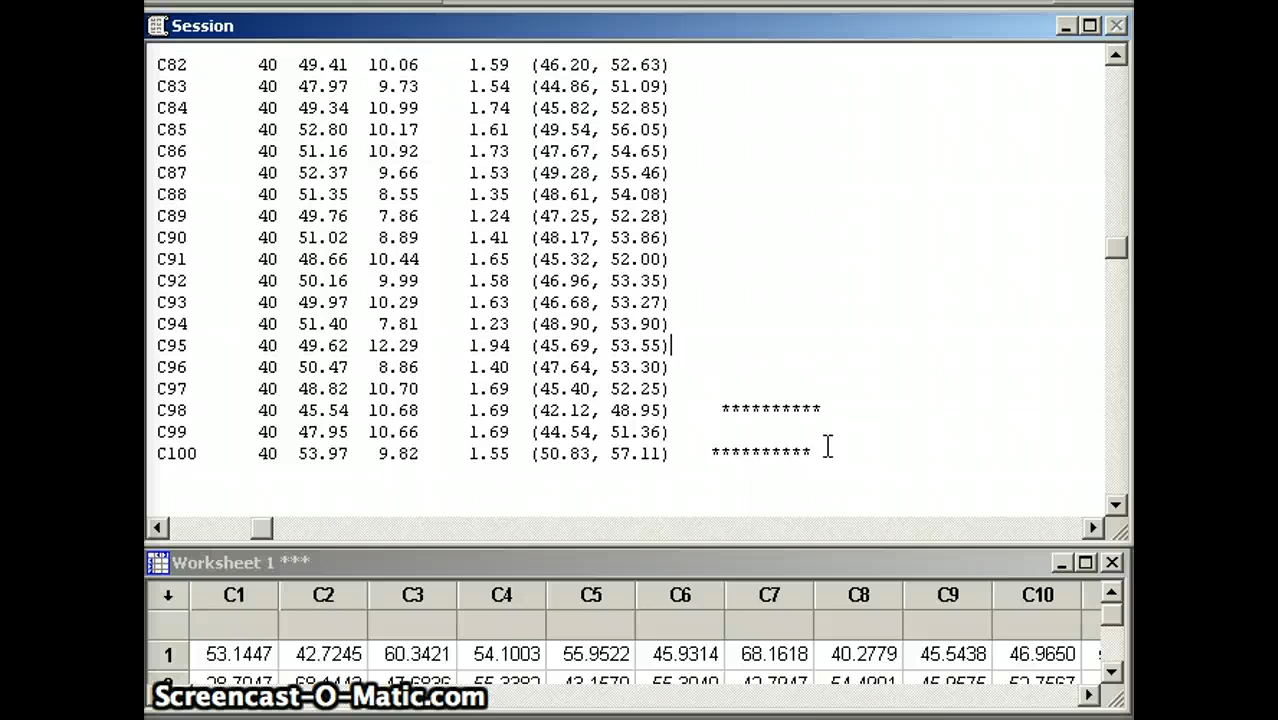 Session
C82 40 49.41 10.06 1.59 (46.20, 52.63)
C83 40 47.97 9.73 1.54 (44.86, 51.09)
C84 40 49.34 10.99 1.74 (45.82, 52.85)
C85 40 52.80 10.17 1.61 (49.54, 56.05)
C86 40 51.16 10.92 1.73 (47.67, 54.65)
C87 40 52.37 9.66 1.53 (49.28, 55.46)
C88 40 51.35 8.55 1.35 (48.61, 54.08)
C89 40 49.76 7.86 1.24 (47.25, 52.28)
C90 40 51.02 8.89 1.41 (48.17, 53.86)
C91 40 48.66 10.44 1.65 (45.32, 52.00)
C92 40 50.16 9.99 1.58 (46.96, 53.35)
C93 40 49.97 10.29 1.63 (46.68, 53.27)
C94 40 51.40 7.81 1.23 (48.90, 53.90)
C95 40 49.62 12.29 1.94 (45.69, 53.55)
C96 40 50.47 8.86 1.40 (47.64, 53.30)
C97 40 48.82 10.70 1.69 (45.40, 52.25)
C98 40 45.54 10.68 1.69 (42.12, 48.95) **********
C99 40 47.95 10.66 1.69 (44.54, 51.36)
C100 40 53.97 9.82 1.55 (50.83, 57.11) **********
Worksheet 1 ***
C1 C2 C3 C4 C5 C6 C7 C8 C9 C10
1 53.1447 42.7245 60.3421 54.1003 55.9522 45.9314 68.1618 40.2779 45.5438 46.9650
Screencast-O-Matic.com